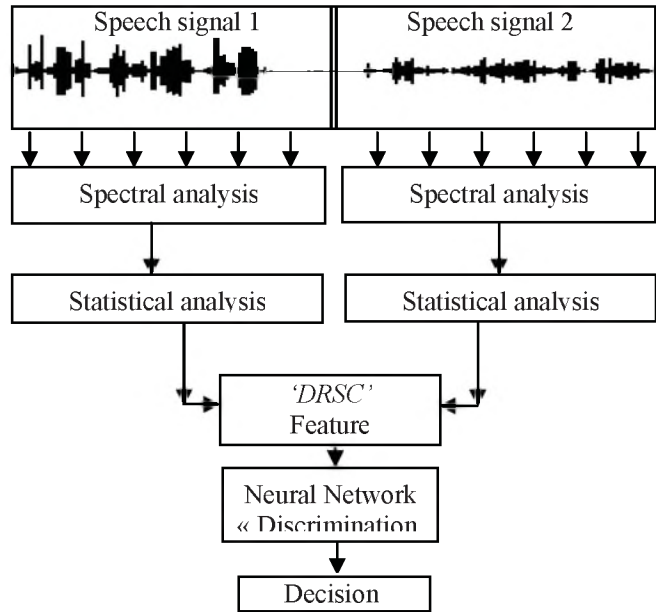 Speech signal 1
Speech signal 2
Spectral analysis
Spectral analysis
Statistical analysis
Statistical analysis
‘DRSC’
Feature
Neural Network
« Discrimination
Decision